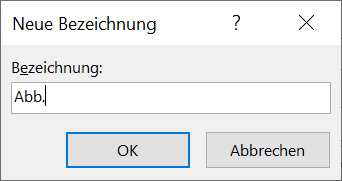 Neue Bezeichnung ?
Bezeichnung:
Abb.
OK Abbrechen